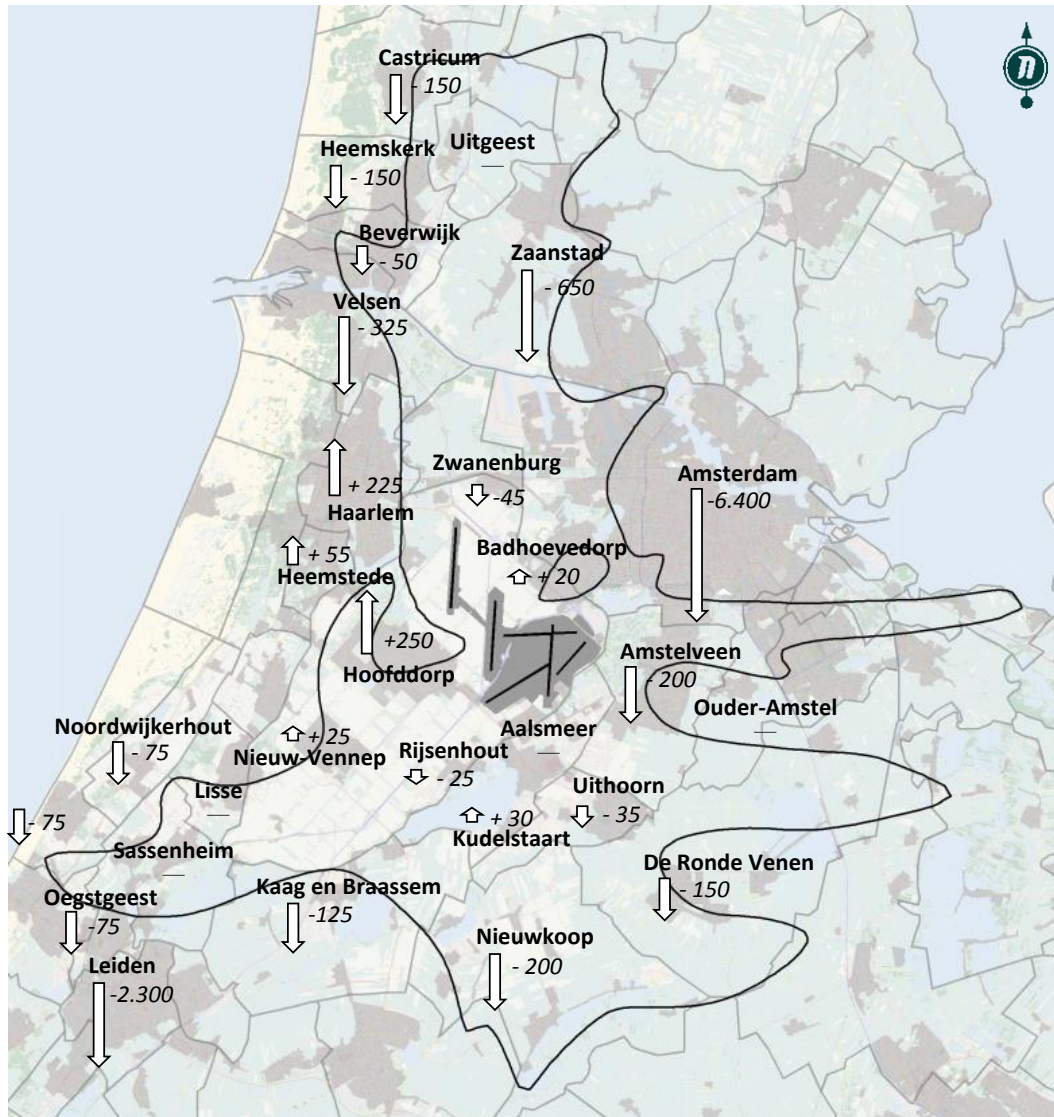 Castricum
- 150
Uitgeest
—
Heemskerk
- 150
Beverwijk
- 50
Zaanstad
- 650
Velsen
- 325
Zwanenburg
-45
Amsterdam
-6.400
+ 225
Haarlem
Badhoevedorp
+ 20
+ 55
Heemstede
+250
Hoofddorp
Amstelveen
- 200
Ouder-Amstel
—
Noordwijkerhout
- 75
+ 25
Nieuw-Vennep
Aalsmeer
—
Rijsenhout
- 25
Lisse
—
Uithoorn
- 35
- 75
+ 30
Kudelstaart
Sassenheim
—
De Ronde Venen
- 150
Oegstgeest
-75
Kaag en Braassem
-125
Nieuwkoop
- 200
Leiden
-2.300